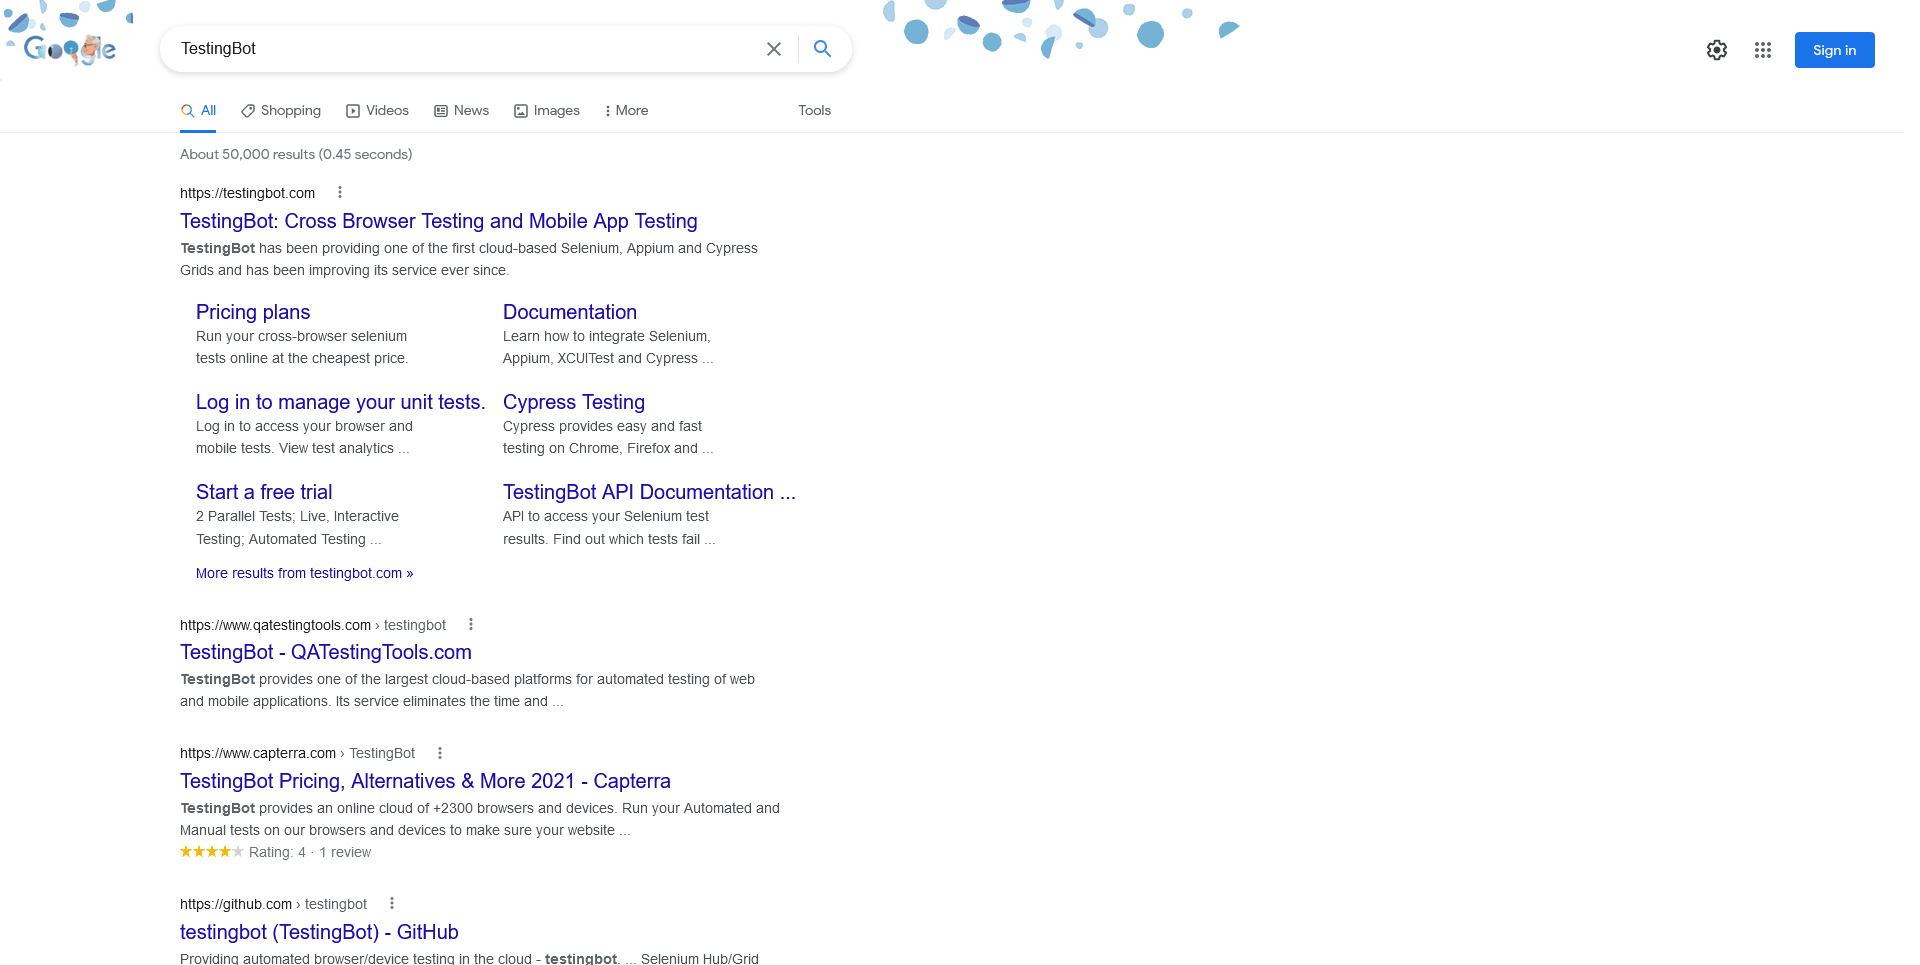 Google
TestingBot
Sign in
All
Shopping
Videos
News
Images
More
Tools
About 50,000 results (0.45 seconds)
https://testingbot.com
TestingBot: Cross Browser Testing and Mobile App Testing
TestingBot has been providing one of the first cloud-based Selenium, Appium and Cypress
Grids and has been improving its service ever since.
Pricing plans
Run your cross-browser selenium
tests online at the cheapest price.
Documentation
Learn how to integrate Selenium,
Appium, XCUITest and Cypress ...
Log in to manage your unit tests.
Log in to access your browser and
mobile tests. View test analytics ...
Cypress Testing
Cypress provides easy and fast
testing on Chrome, Firefox and ...
Start a free trial
2 Parallel Tests; Live, Interactive
Testing; Automated Testing ...
TestingBot API Documentation ...
API to access your Selenium test
results. Find out which tests fail ...
More results from testingbot.com »
https://www.qatestingtools.com › testingbot
TestingBot - QATestingTools.com
TestingBot provides one of the largest cloud-based platforms for automated testing of web
and mobile applications. Its service eliminates the time and ...
https://www.capterra.com › TestingBot
TestingBot Pricing, Alternatives & More 2021 - Capterra
TestingBot provides an online cloud of +2300 browsers and devices. Run your Automated and
Manual tests on our browsers and devices to make sure your website ...
Rating: 4 · 1 review
https://github.com › testingbot
testingbot (TestingBot) - GitHub
Providing automated browser/device testing in the cloud - testingbot. ... Selenium Hub/Grid